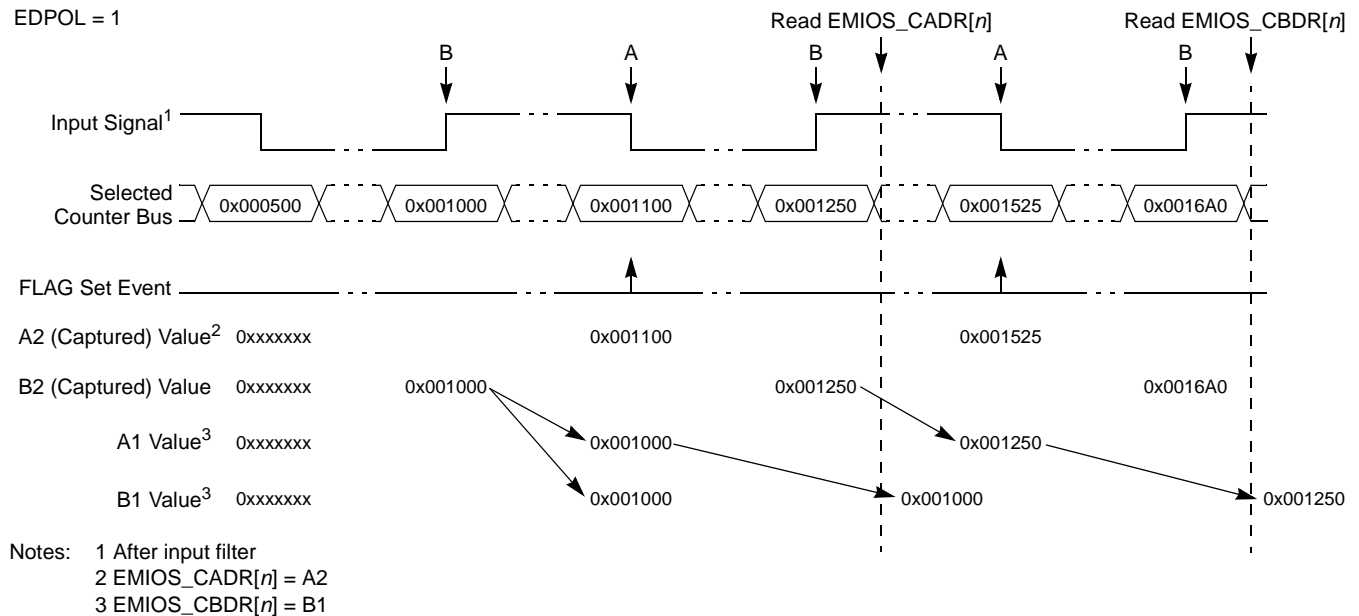 EDPOL = 1
Read EMIOS_CADR[n] Read EMIOS_CBDR[n]
B A B A B
Input Signal1
Selected
Counter Bus
0x000500 0x001000 0x001100 0x001250 0x001525 0x0016A0
FLAG Set Event
A2 (Captured) Value2 0xxxxxxx 0x001100 0x001525
B2 (Captured) Value 0xxxxxxx 0x001000 0x001250 0x0016A0
A1 Value3 0xxxxxxx 0x001000 0x001250
B1 Value3 0xxxxxxx 0x001000 0x001000 0x001250
Notes: 1 After input filter
2 EMIOS_CADR[n] = A2
3 EMIOS_CBDR[n] = B1